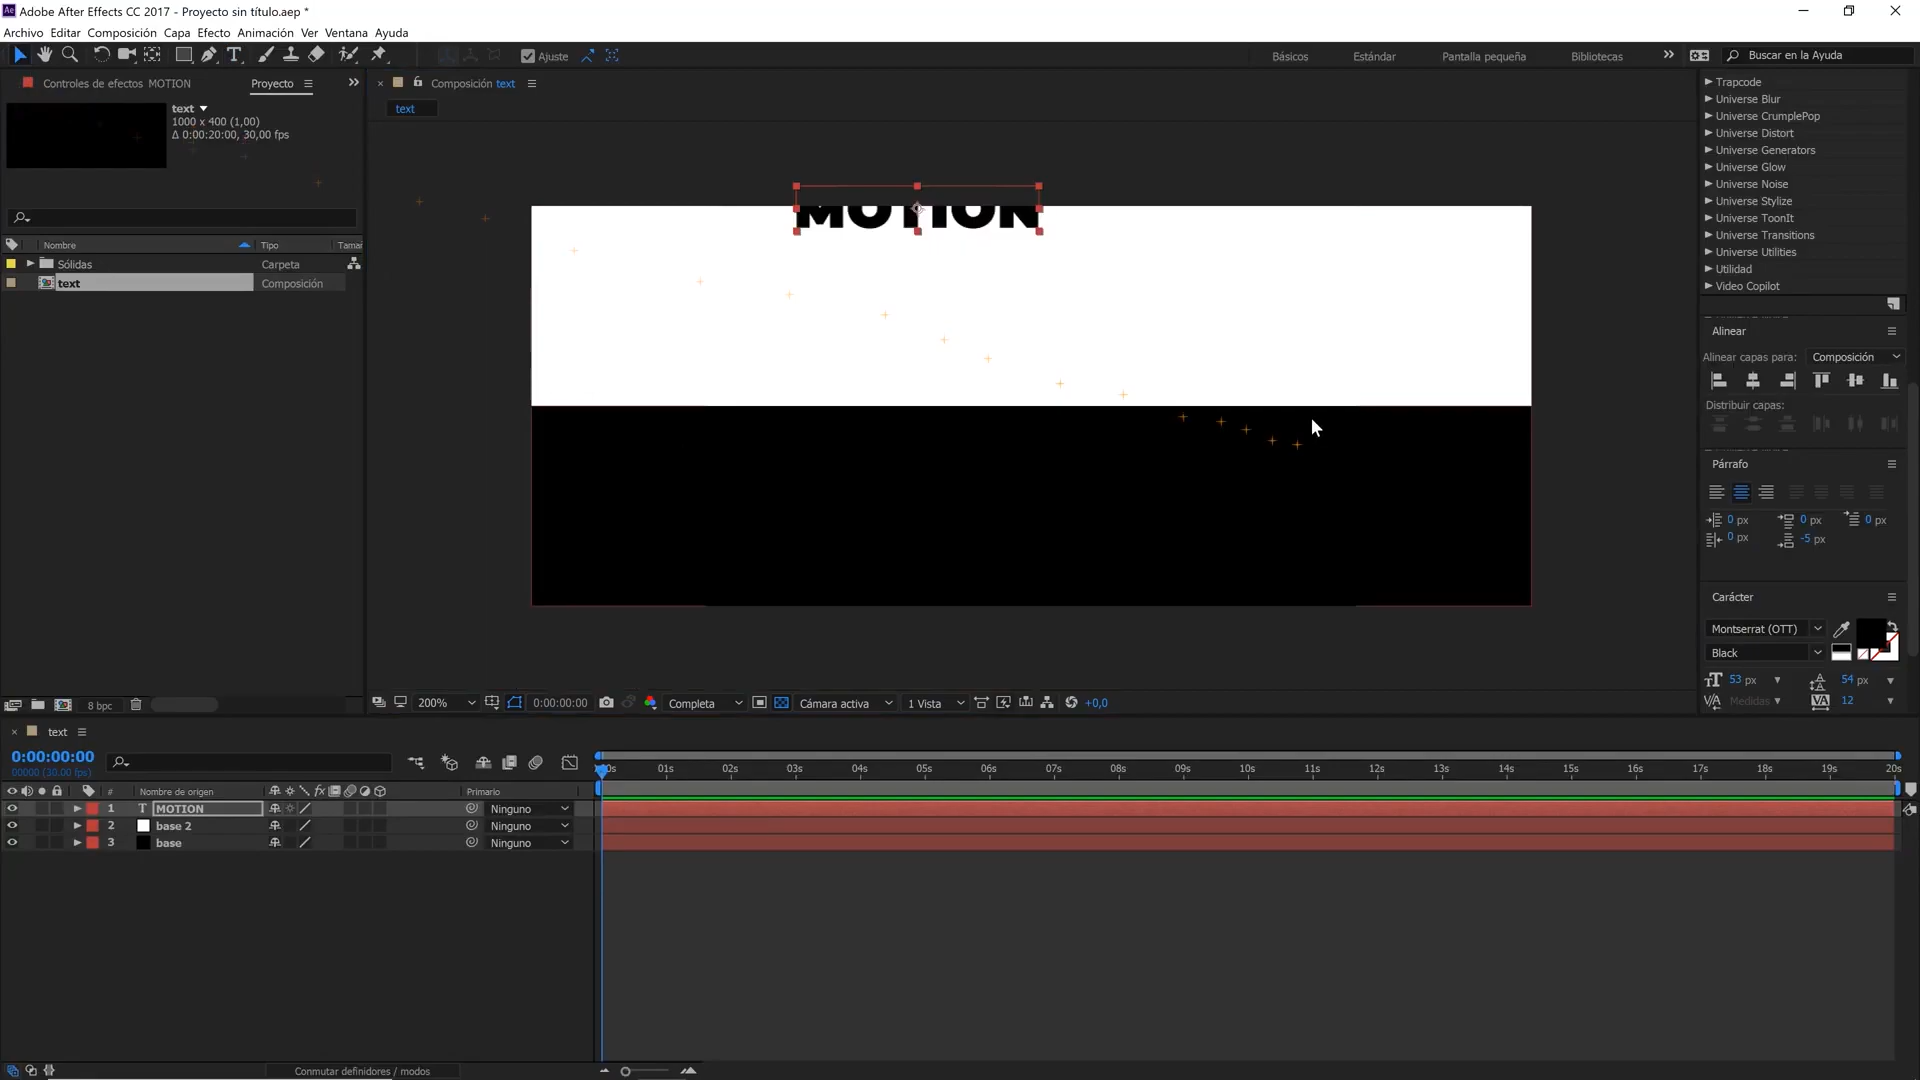 Adobe After Effects CC 2017 - Proyecto sin título.aep *
Archivo Editar Composición Capa Efecto Animación Ver Ventana Ayuda
Ajuste
Básicos Estándar Pantalla pequeña Bibliotecas
Buscar en la Ayuda
Controles de efectos MOTION
Proyecto
Composición text
text
text
1000 x 400 (1,00)
Δ 0:00:20:00, 30,00 fps
Nombre Tipo Tamar
Sólidas Carpeta
text Composición
8 bpc
MOTION
200% 0:00:00:00 Completa Cámara activa 1 Vista +0,0
Trapcode
Universe Blur
Universe CrumplePop
Universe Distort
Universe Generators
Universe Glow
Universe Noise
Universe Stylize
Universe ToonIt
Universe Transitions
Universe Utilities
Utilidad
Video Copilot
Alinear
Alinear capas para: Composición
Distribuir capas:
Párrafo
0 px 0 px 0 px
0 px -5 px
Carácter
Montserrat (OTT)
Black
53 px 54 px
Medidas 12
text
0:00:00:00
00000 (30.00 fps)
00s 01s 02s 03s 04s 05s 06s 07s 08s 09s 10s 11s 12s 13s 14s 15s 16s 17s 18s 19s 20s
# Nombre de origen fx Primario
1 T MOTION Ninguno
2 base 2 Ninguno
3 base Ninguno
Conmutar definidores / modos